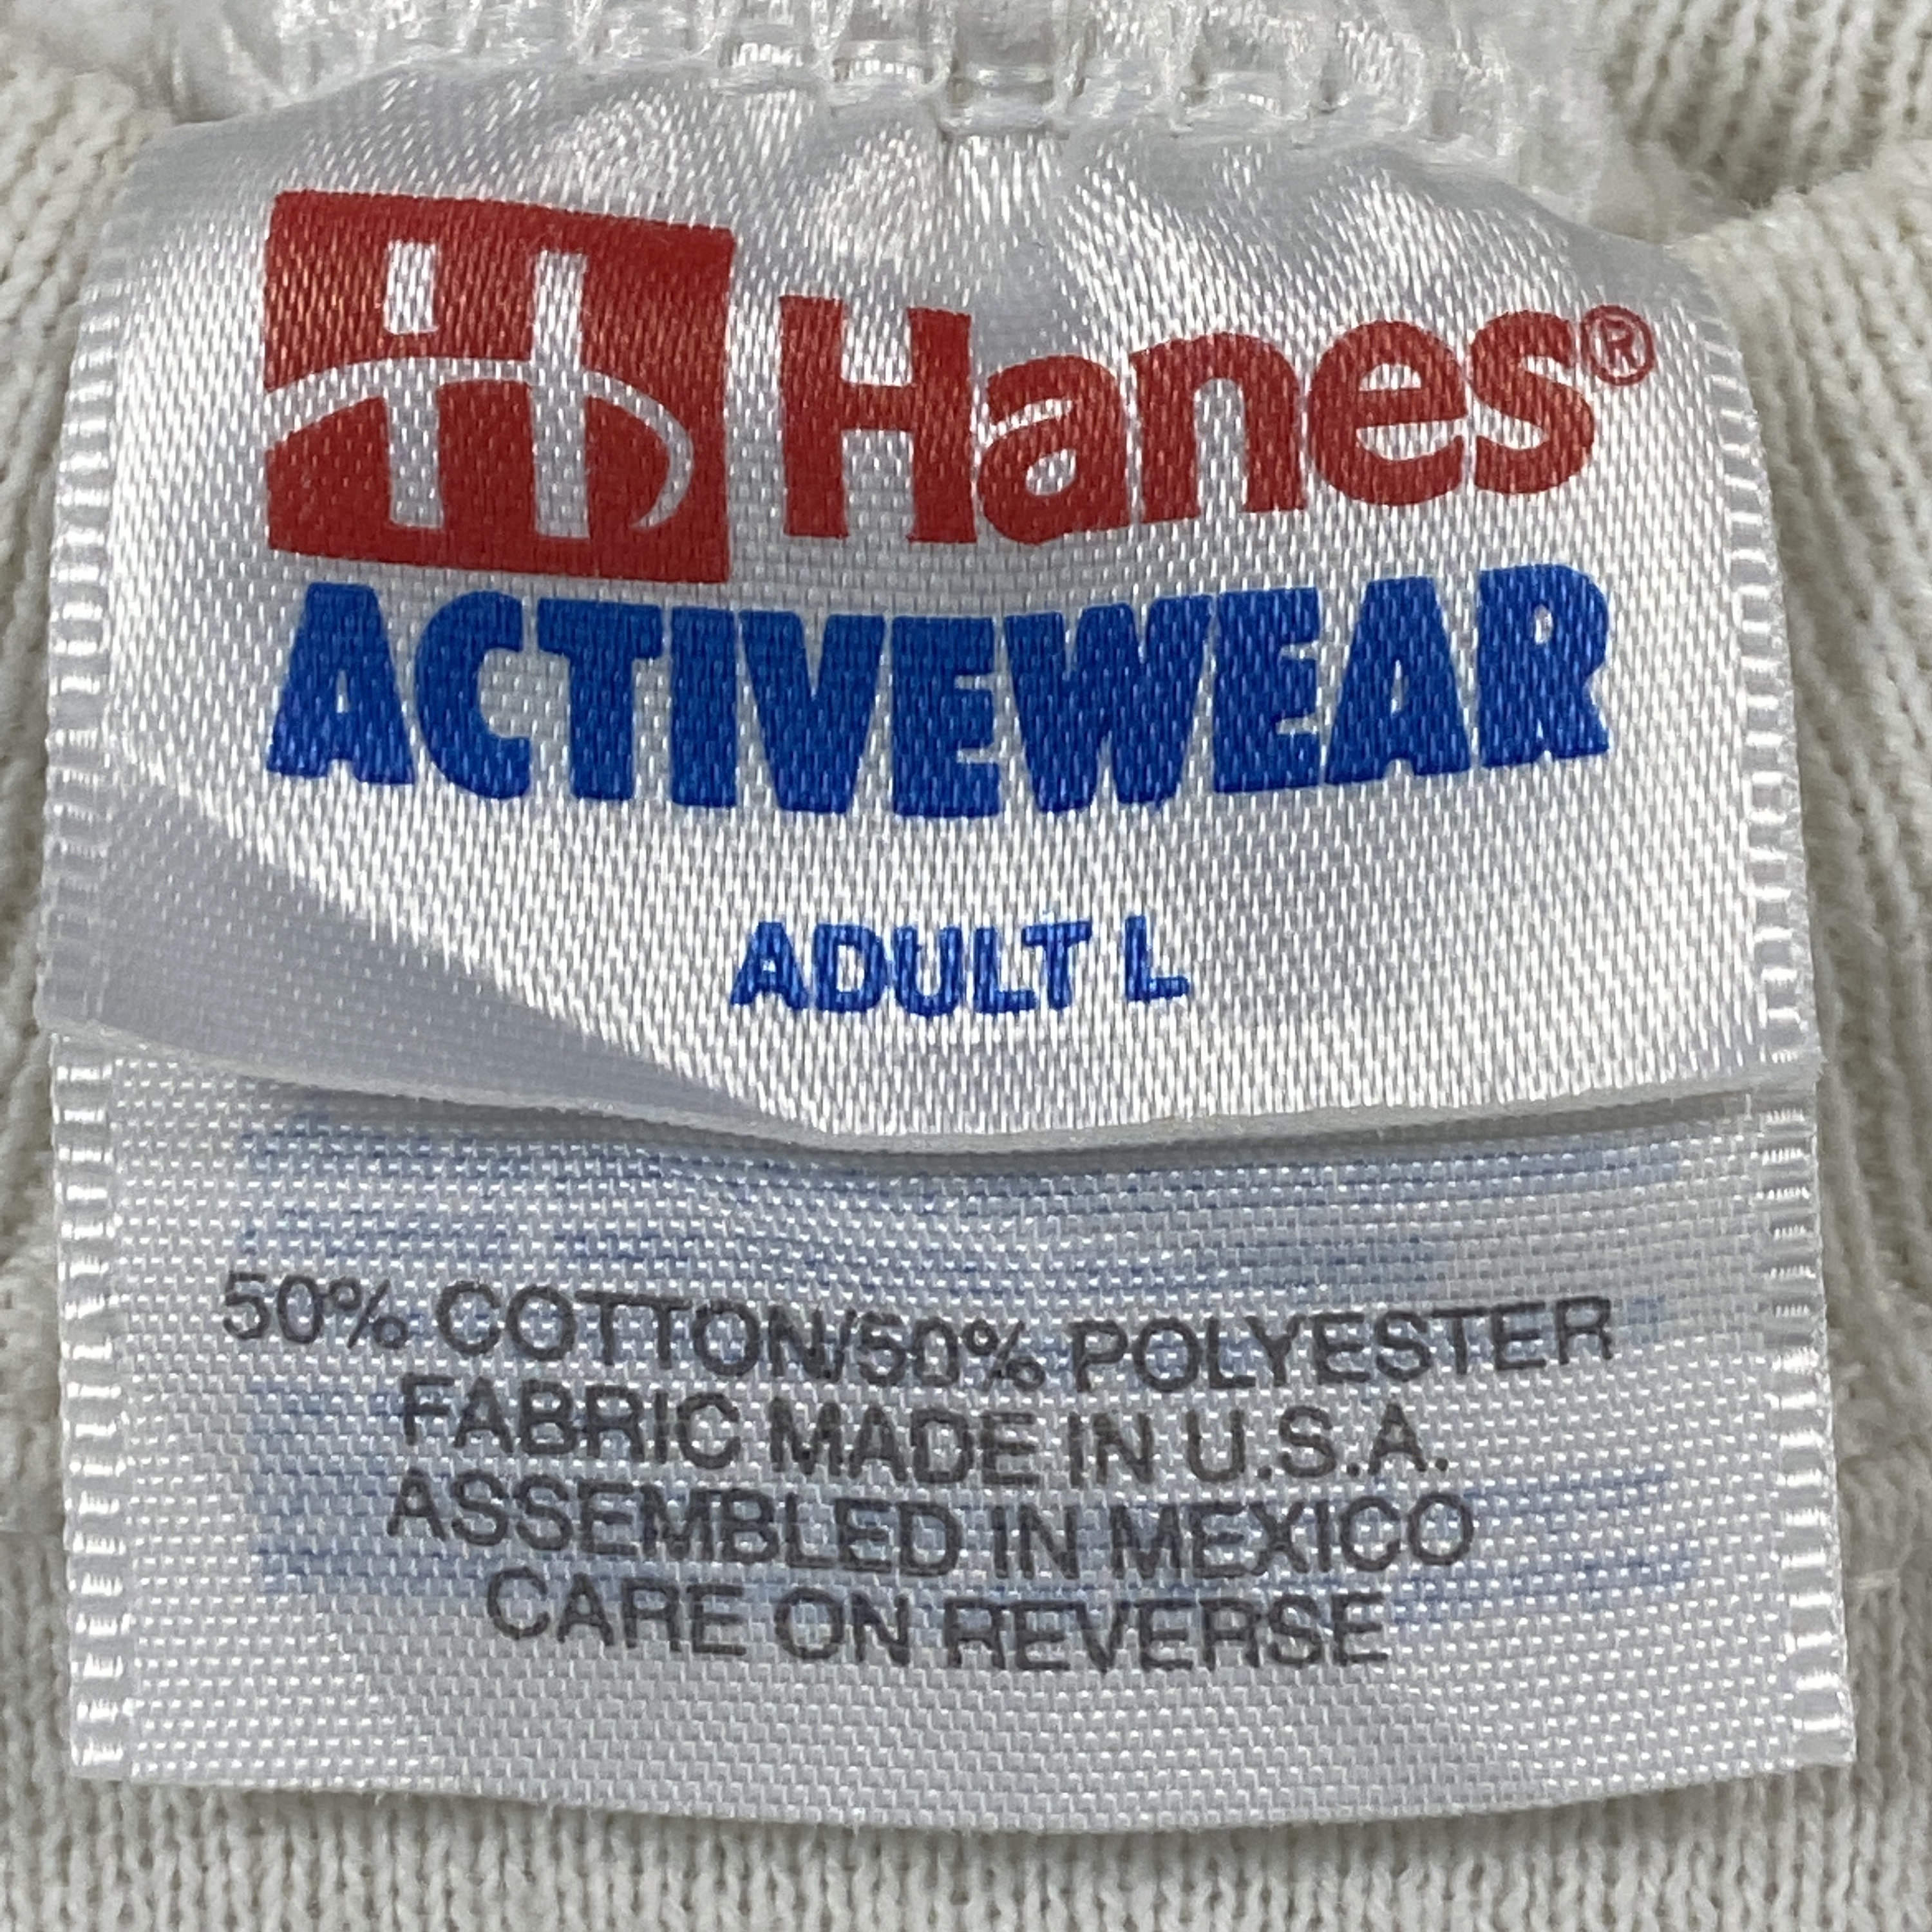 Hanes®
ACTIVEWEAR
ADULT L
50% COTTON/50% POLYESTER
FABRIC MADE IN U.S.A.
ASSEMBLED IN MEXICO
CARE ON REVERSE